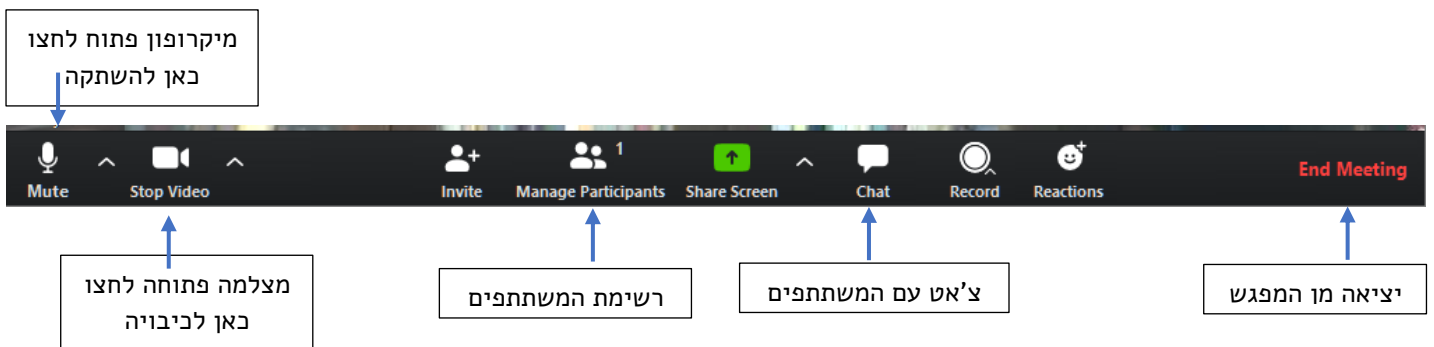 מיקרופון פתוח לחצו
כאן להשתקה
Mute
Stop Video
Invite
1
Manage Participants
Share Screen
Chat
Record
Reactions
End Meeting
מצלמה פתוחה לחצו
כאן לכיבויה
רשימת המשתתפים
צ'אט עם המשתתפים
יציאה מן המפגש